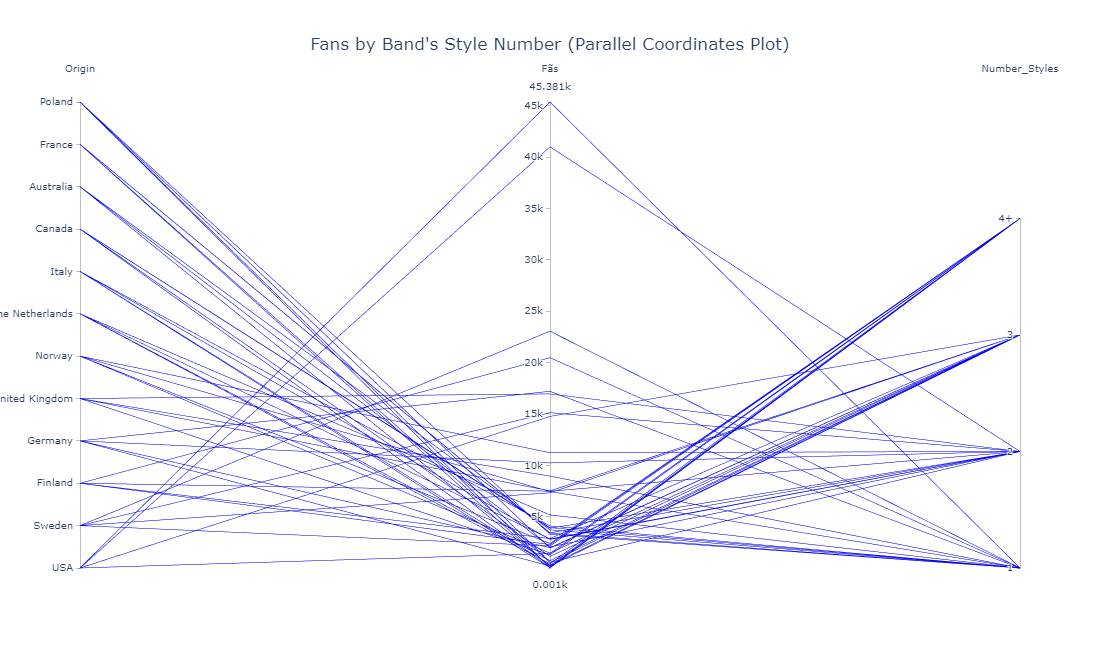 Fans by Band's Style Number (Parallel Coordinates Plot)
Origin
Fãs
Number_Styles
45.381k
Poland
France
Australia
Canada
Italy
he Netherlands
Norway
nited Kingdom
Germany
Finland
Sweden
USA
45k
40k
35k
30k
25k
20k
15k
10k
5k
0.001k
4+
3
2
1